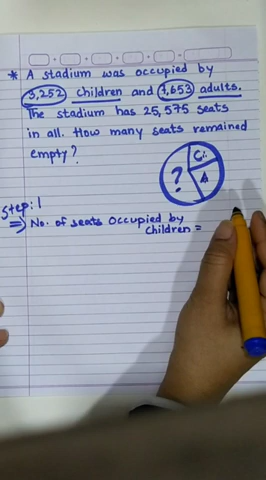 * A stadium was occupied by
3,252 children and 7,653 adults.
The stadium has 25,575 seats
in all. How many seats remained
empty?
C:
?
A
Step:1
⇒ No. of seats Occupied by
children =